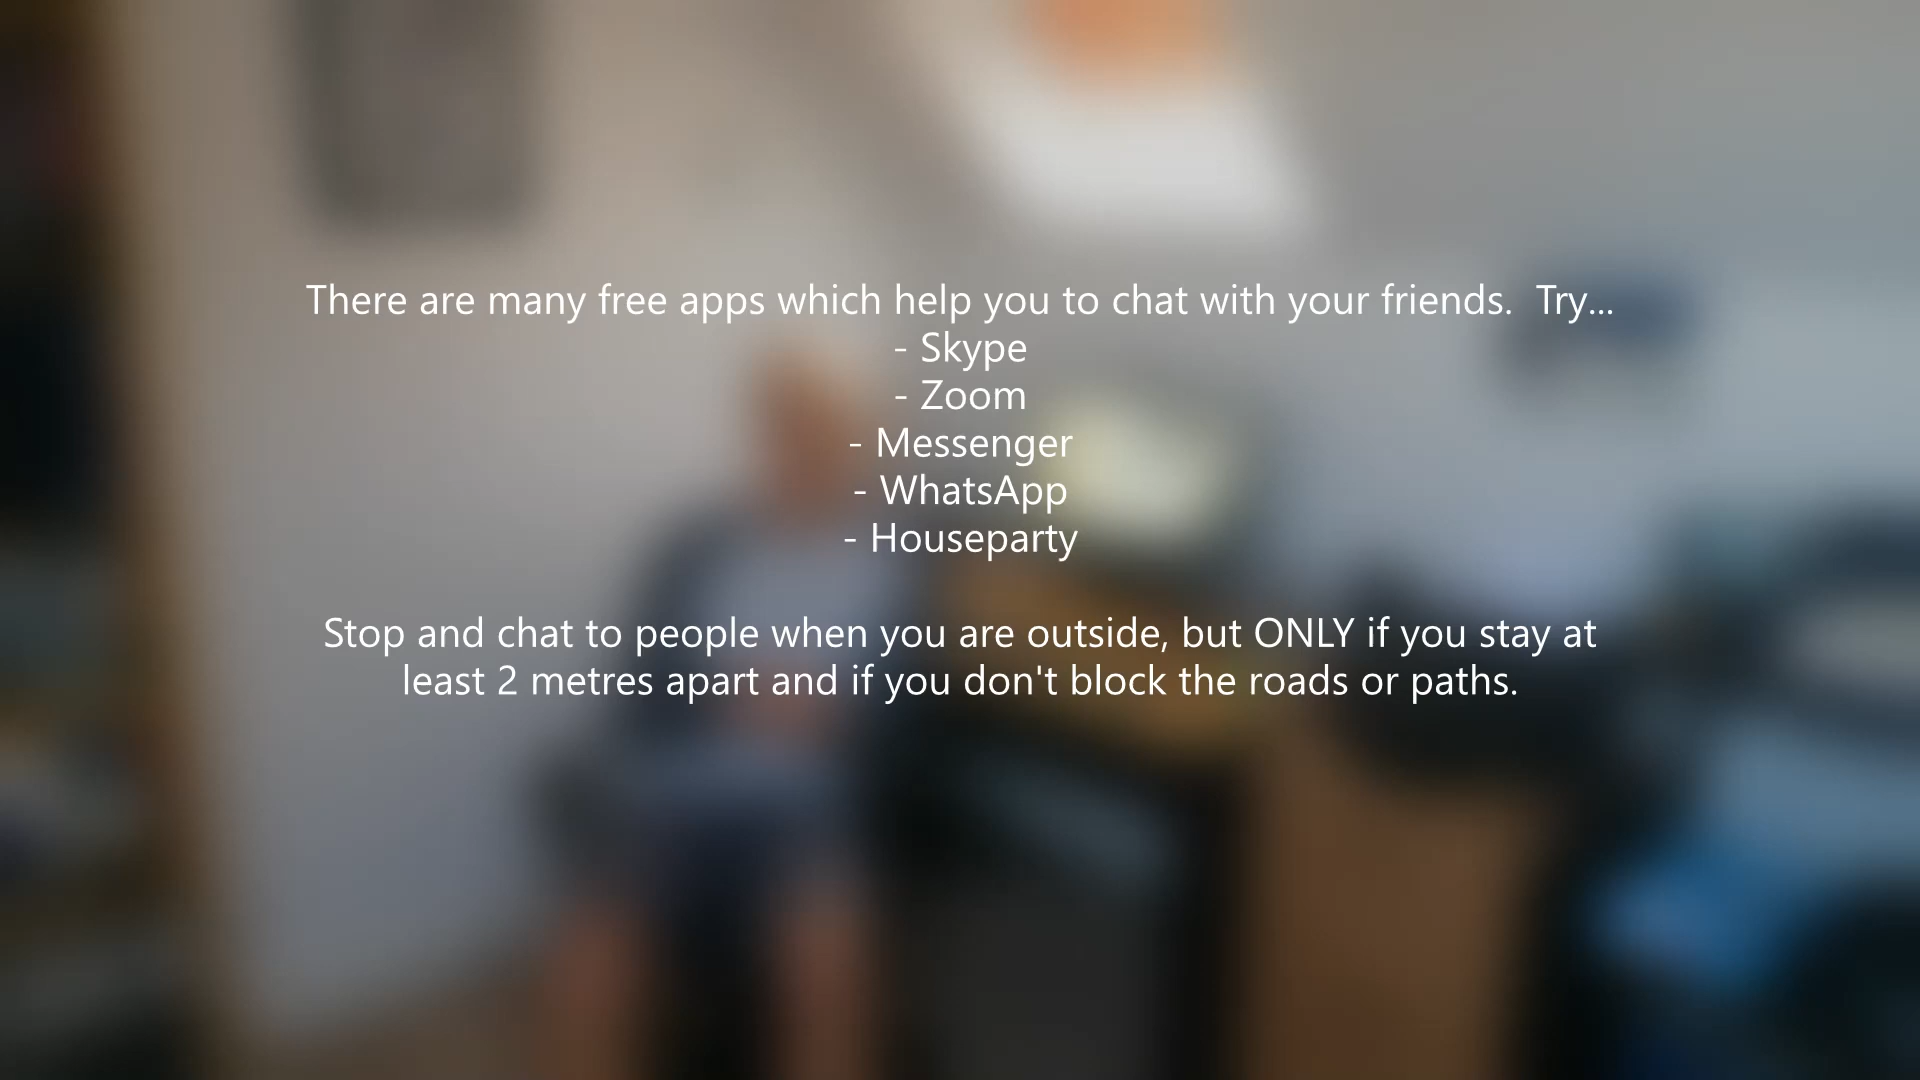 There are many free apps which help you to chat with your friends.  Try...
- Skype
- Zoom
- Messenger
- WhatsApp
- Houseparty
Stop and chat to people when you are outside, but ONLY if you stay at
least 2 metres apart and if you don't block the roads or paths.